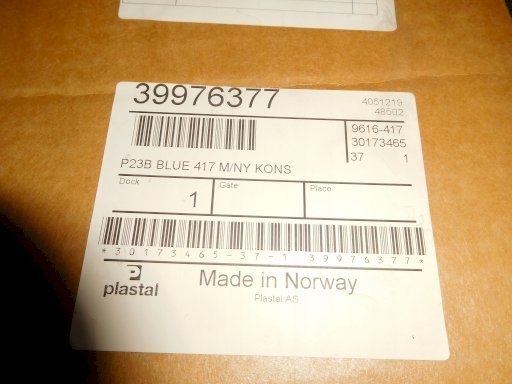 39976377
4051219
48502
9616-417
30173465
37 1
P23B BLUE 417 M/NY KONS
Dock Gate Place
1
*30173465-37-1 39976377*
plastal
Made in Norway
Plastal AS